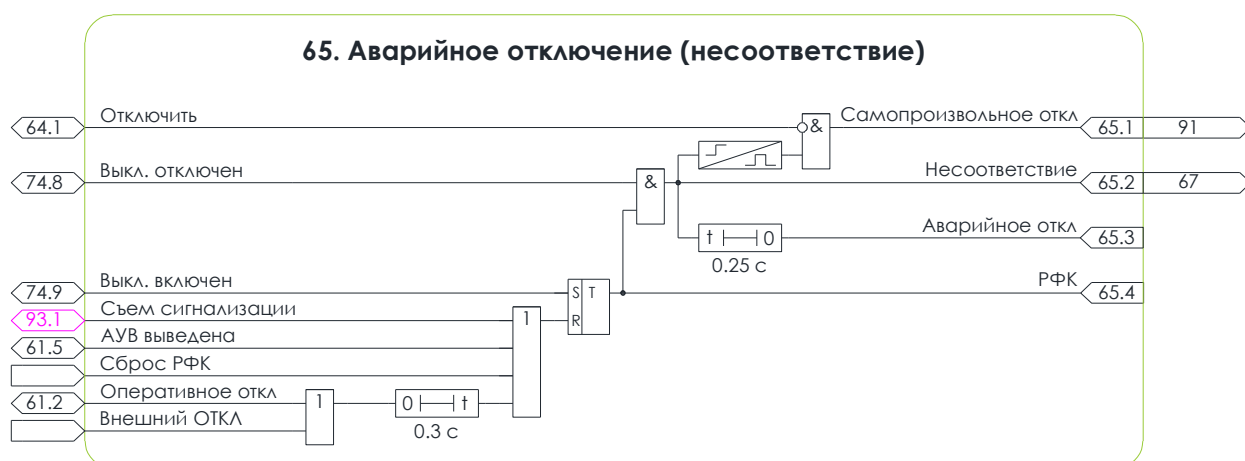 65. Аварийное отключение (несоответствие)
64.1 Отключить & Самопроизвольное откл 65.1 91
74.8 Выкл. отключен & Несоответствие 65.2 67
t 0 Аварийное откл 65.3
0.25 с
74.9 Выкл. включен S T РФК 65.4
93.1 Съем сигнализации 1 R
61.5 АУВ выведена
Сброс РФК
61.2 Оперативное откл 1 0 t
Внешний ОТКЛ
0.3 с